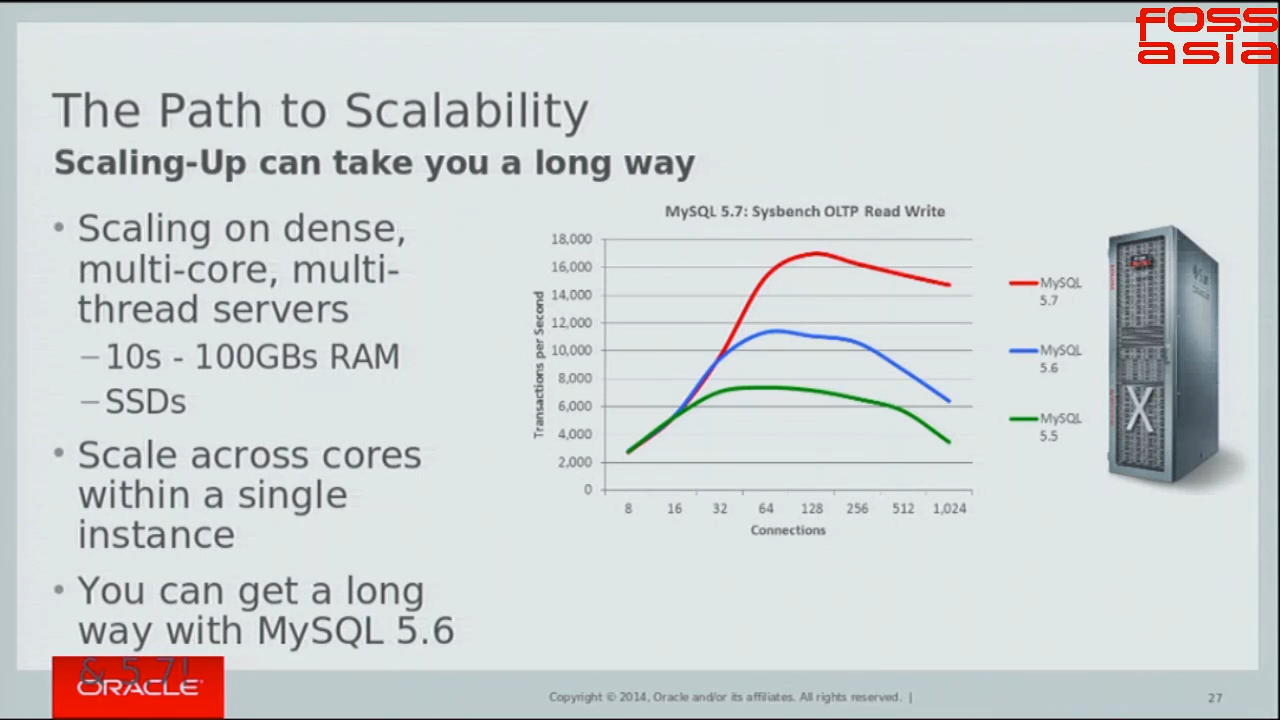 FOSS
asia
The Path to Scalability
Scaling-Up can take you a long way
• Scaling on dense,
multi-core, multi-
thread servers
– 10s - 100GBs RAM
– SSDs
• Scale across cores
within a single
instance
• You can get a long
way with MySQL 5.6
& 5.7!
MySQL 5.7: Sysbench OLTP Read Write
Transactions per Second
18,000
16,000
14,000
12,000
10,000
8,000
6,000
4,000
2,000
0
8 16 32 64 128 256 512 1,024
Connections
MySQL
5.7
MySQL
5.6
MySQL
5.5
X
ORACLE
Copyright © 2014, Oracle and/or its affiliates. All rights reserved. |
27